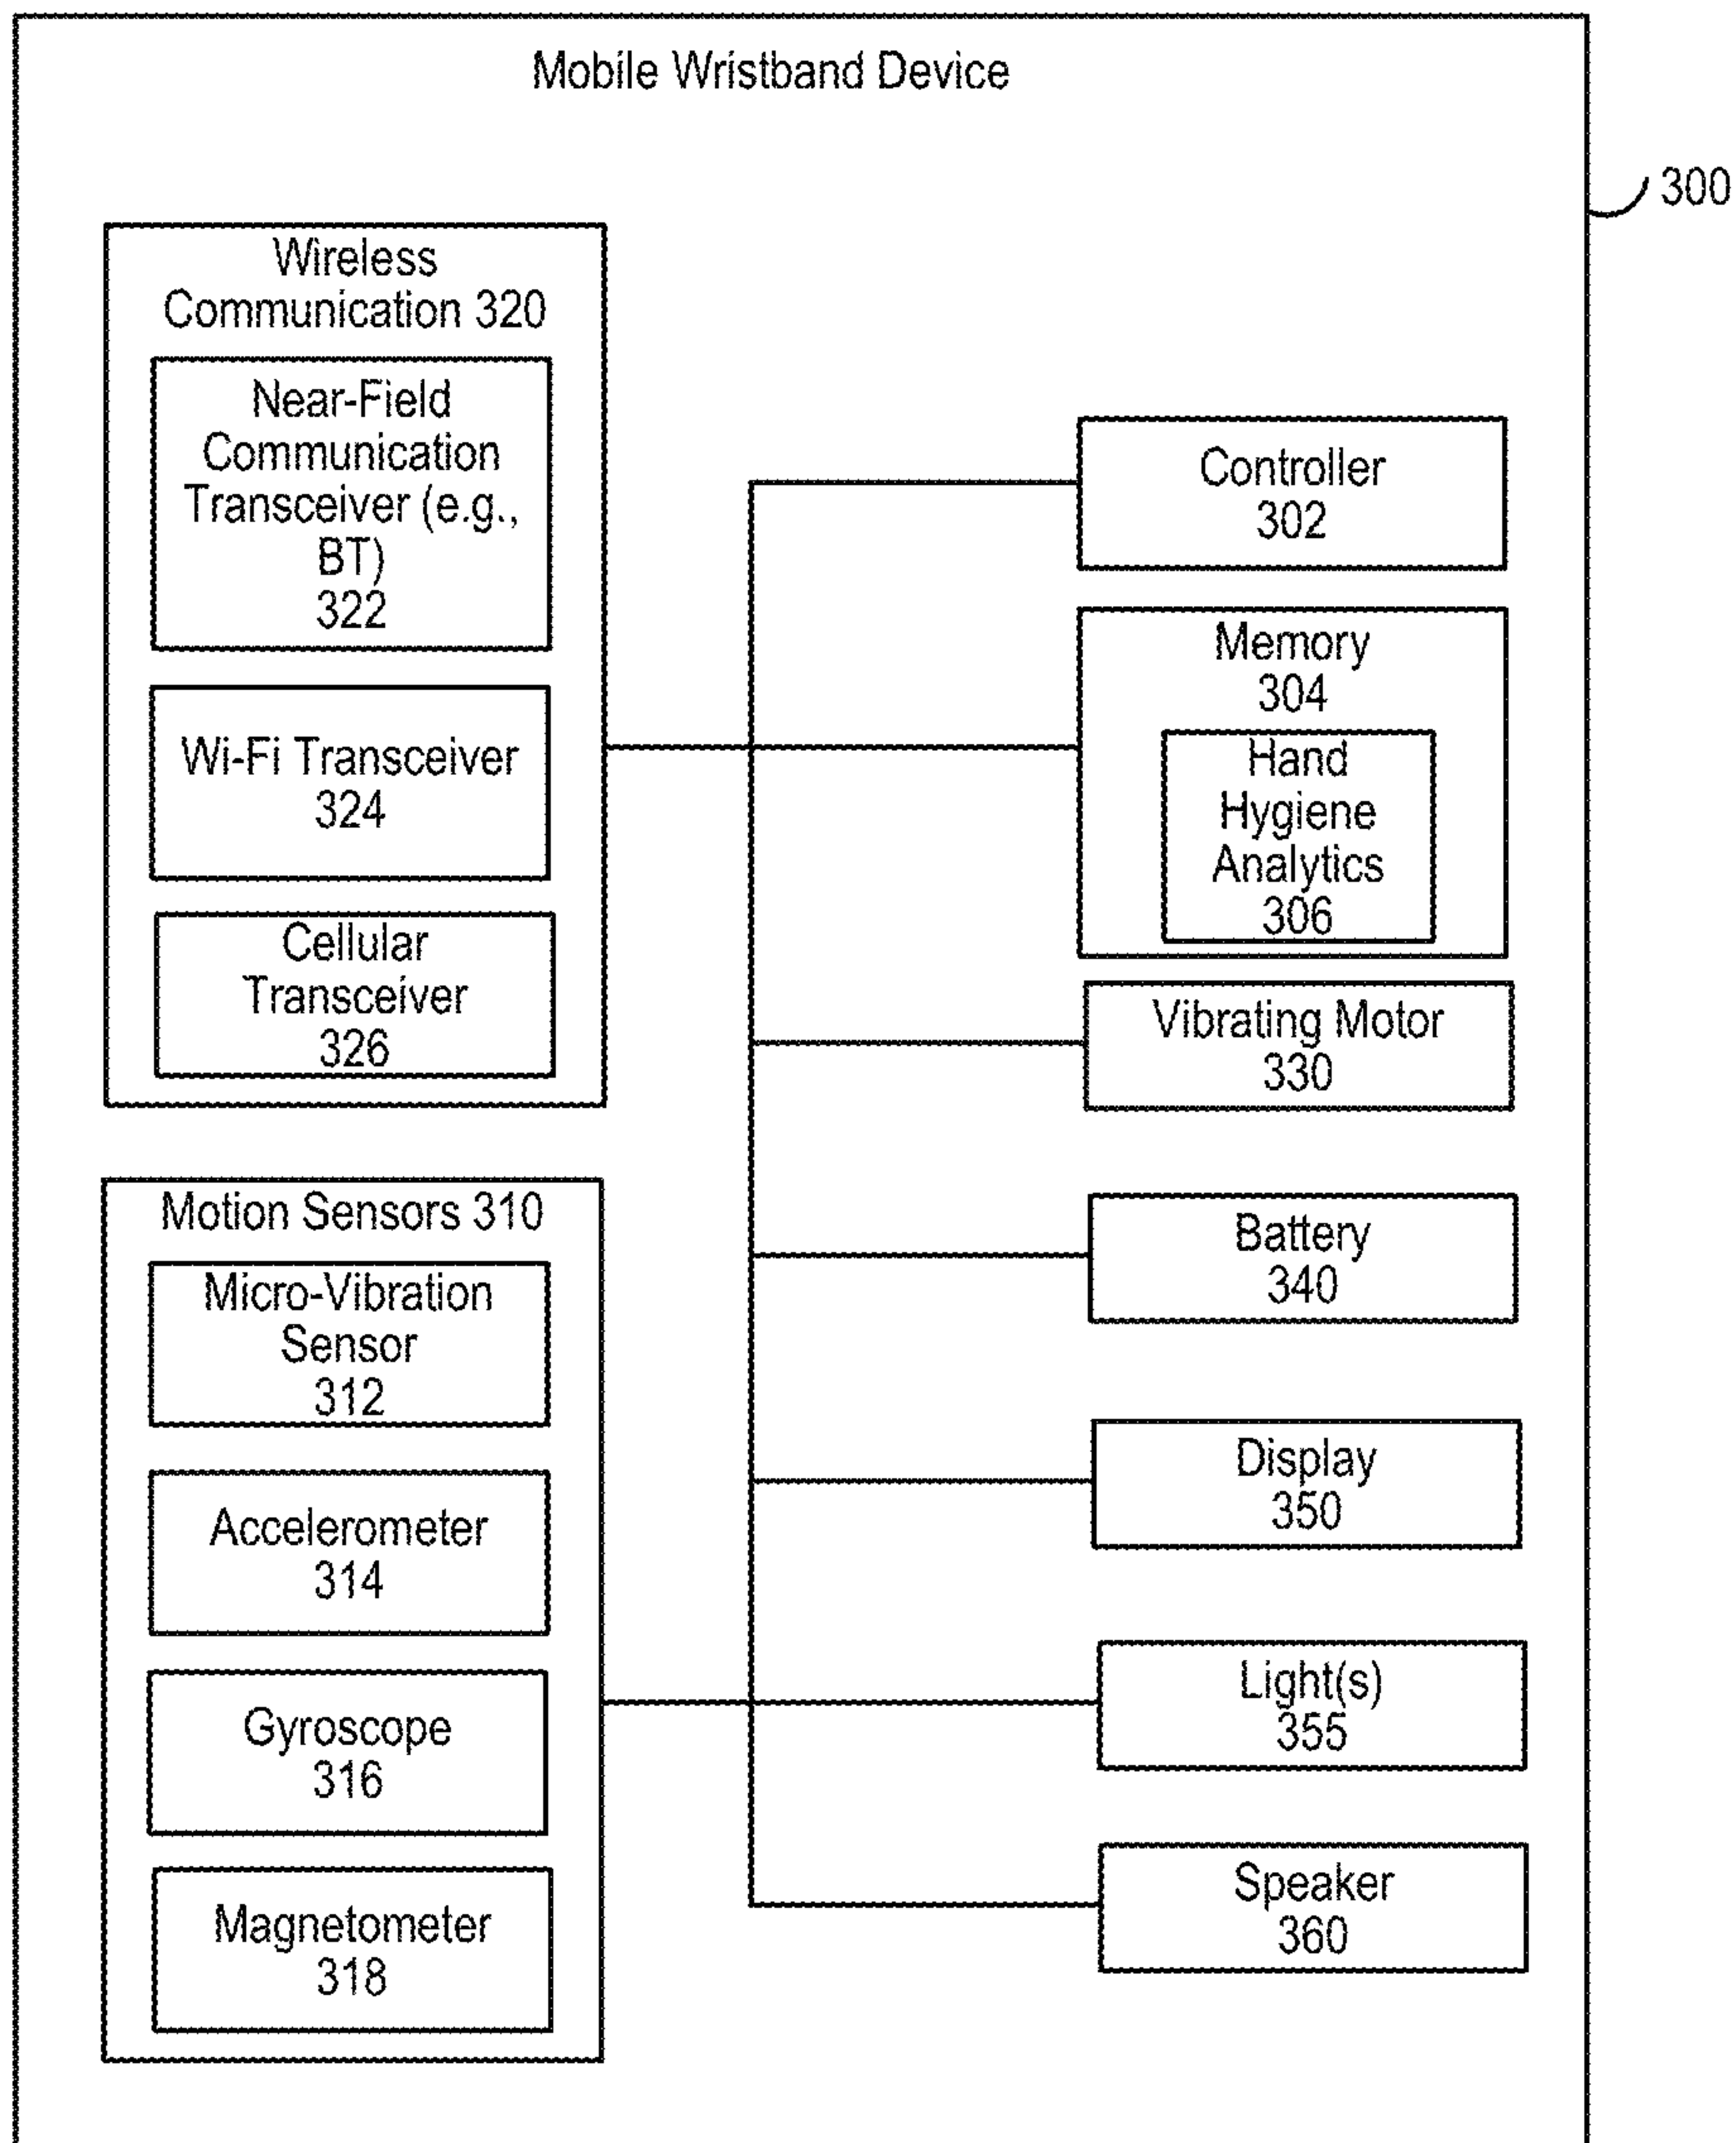 Mobile Wristband Device
300
Wireless
Communication 320
Near-Field
Communication
Transceiver (e.g.,
BT)
322
Wi-Fi Transceiver
324
Cellular
Transceiver
326
Motion Sensors 310
Micro-Vibration
Sensor
312
Accelerometer
314
Gyroscope
316
Magnetometer
318
Controller
302
Memory
304
Hand
Hygiene
Analytics
306
Vibrating Motor
330
Battery
340
Display
350
Light(s)
355
Speaker
360